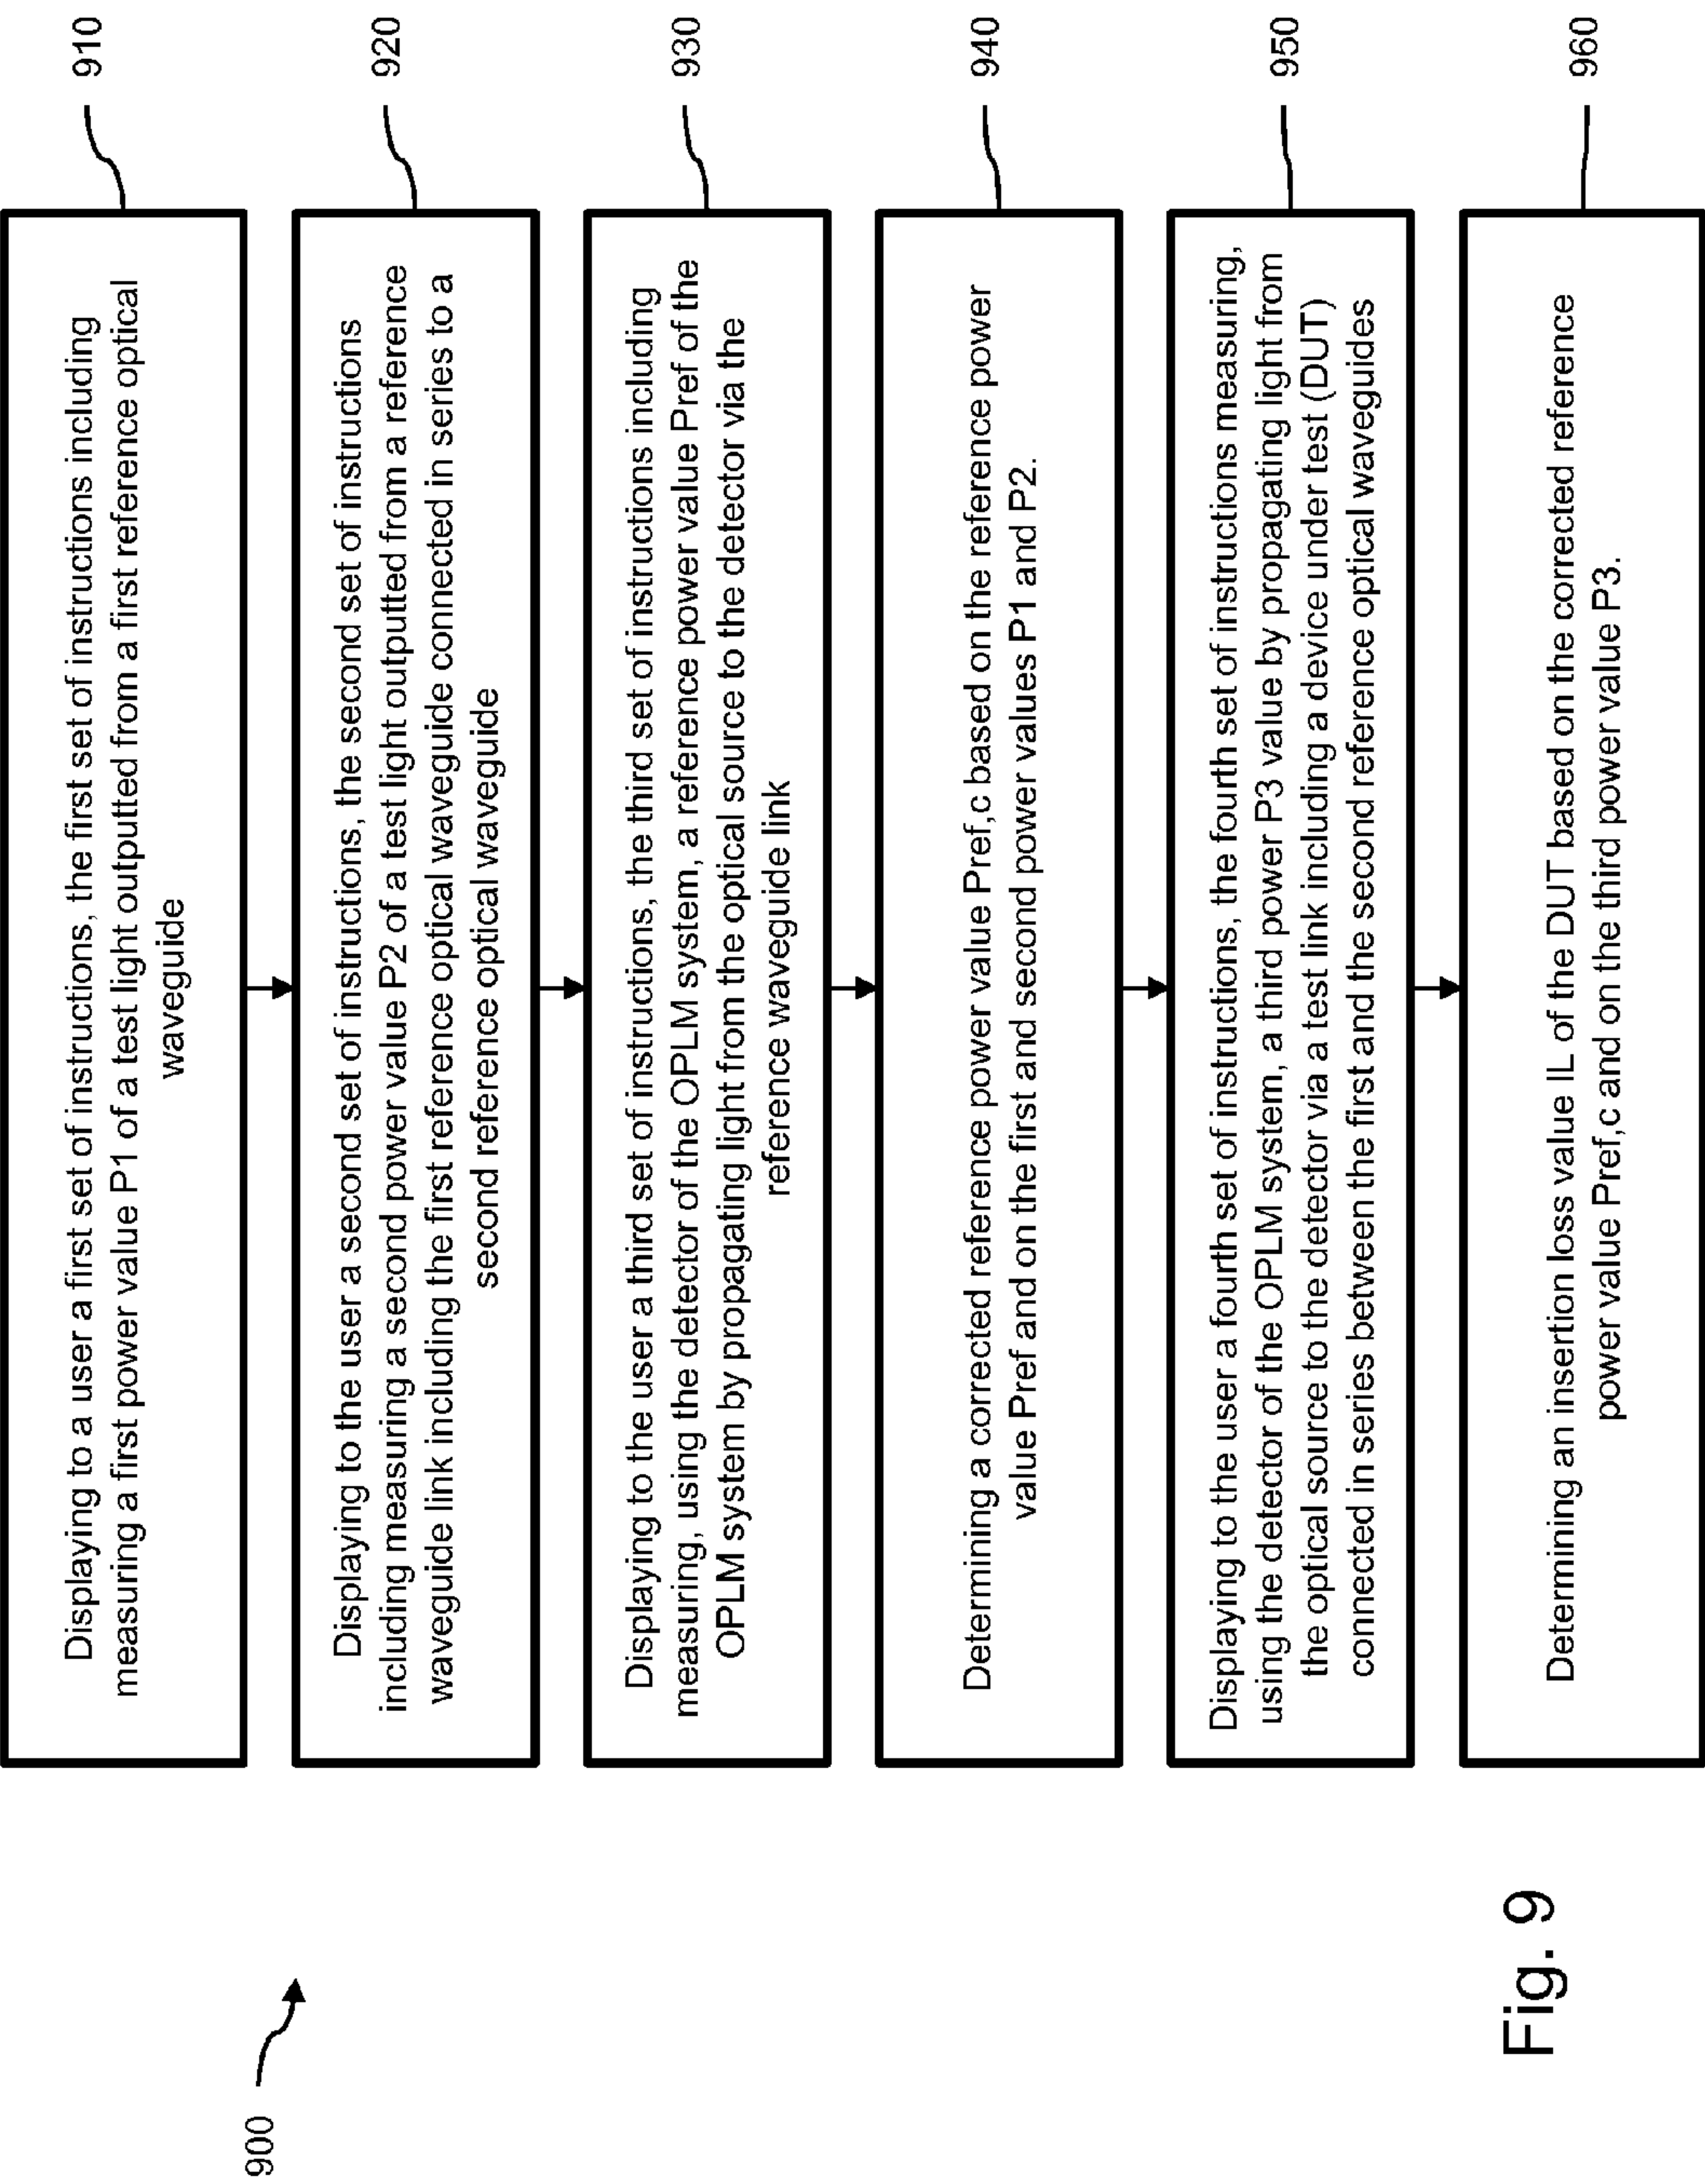 900
910
Displaying to a user a first set of instructions, the first set of instructions including
measuring a first power value P1 of a test light outputted from a first reference optical
waveguide
920
Displaying to the user a second set of instructions, the second set of instructions
including measuring a second power value P2 of a test light outputted from a reference
waveguide link including the first reference optical waveguide connected in series to a
second reference optical waveguide
930
Displaying to the user a third set of instructions, the third set of instructions including
measuring, using the detector of the OPLM system, a reference power value Pref of the
OPLM system by propagating light from the optical source to the detector via the
reference waveguide link
940
Determining a corrected reference power value Pref,c based on the reference power
value Pref and on the first and second power values P1 and P2.
950
Displaying to the user a fourth set of instructions, the fourth set of instructions measuring,
using the detector of the OPLM system, a third power P3 value by propagating light from
the optical source to the detector via a test link including a device under test (DUT)
connected in series between the first and the second reference optical waveguides
960
Determining an insertion loss value IL of the DUT based on the corrected reference
power value Pref,c and on the third power value P3.
Fig. 9